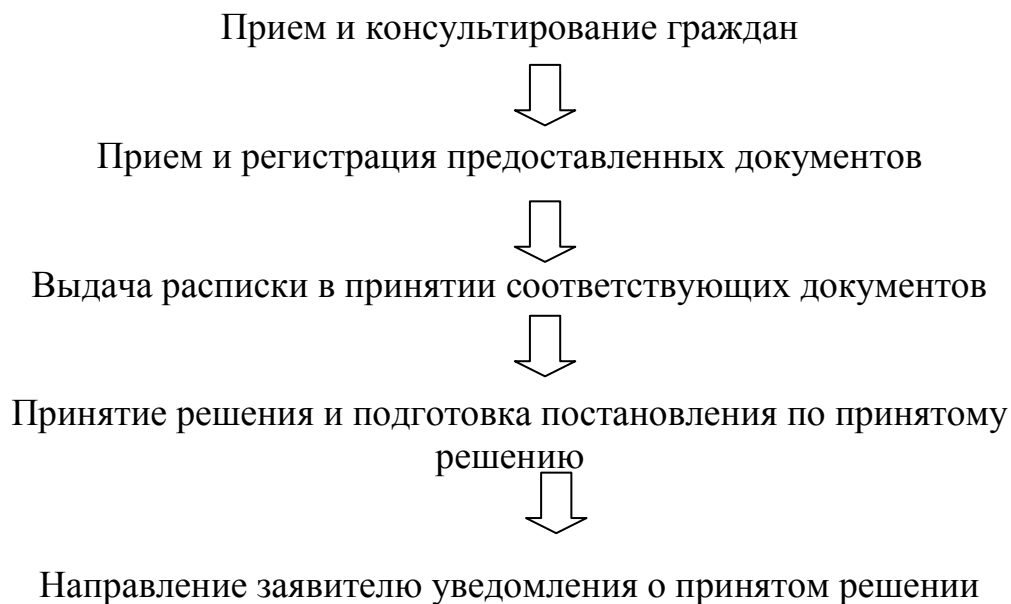 Прием и консультирование граждан
Прием и регистрация предоставленных документов
Выдача расписки в принятии соответствующих документов
Принятие решения и подготовка постановления по принятому
решению
Направление заявителю уведомления о принятом решении